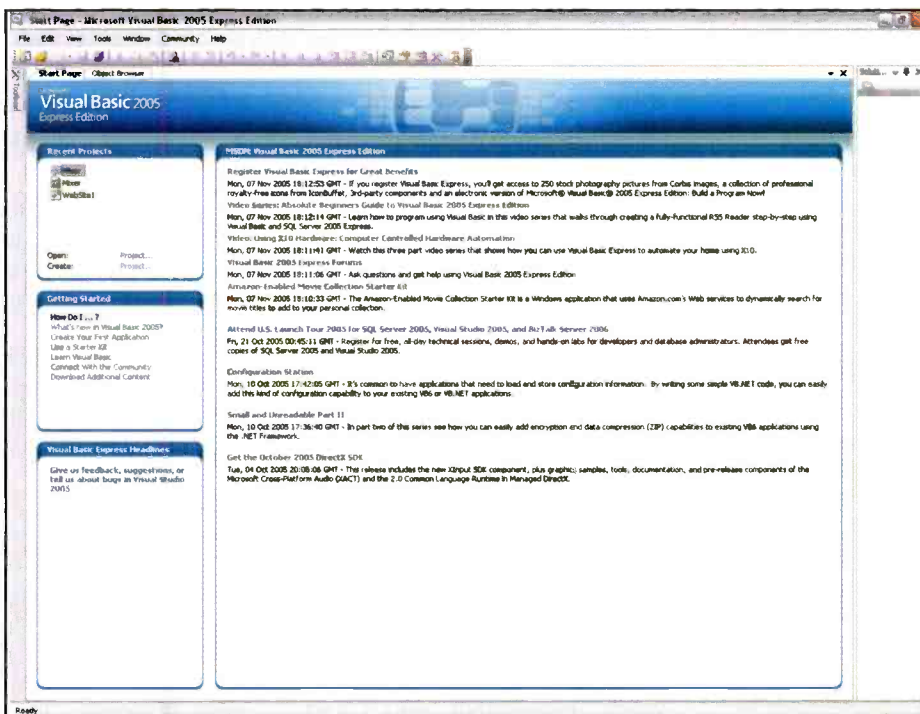 Start Page - Microsoft Visual Basic 2005 Express Edition
File Edit View Tools Window Community Help
Toolbox
Start Page Object Browser
Visual Basic 2005
Express Edition
Recent Projects
Mixer
Mixer
WebSite1
Open: Project...
Create: Project...
Getting Started
How Do I ... ?
What's new in Visual Basic 2005?
Create Your First Application
Use a Starter Kit
Learn Visual Basic
Connect With the Community
Download Additional Content
Visual Basic Express Headlines
Give us feedback, suggestions, or
tell us about bugs in Visual Studio
2005
MSDN: Visual Basic 2005 Express Edition
Register Visual Basic Express for Great Benefits
Mon, 07 Nov 2005 18:12:53 GMT - If you register Visual Basic Express, you'll get access to 250 stock photography pictures from Corbis Images, a collection of professional
royalty-free icons from IconBuffet, 3rd-party components and an electronic version of Microsoft® Visual Basic® 2005 Express Edition: Build a Program Now!
Video Series: Absolute Beginners Guide to Visual Basic 2005 Express Edition
Mon, 07 Nov 2005 18:12:14 GMT - Learn how to program using Visual Basic in this video series that walks through creating a fully-functional RSS Reader step-by-step using
Visual Basic and SQL Server 2005 Express.
Video: Using X10 Hardware: Computer Controlled Hardware Automation
Mon, 07 Nov 2005 18:11:41 GMT - Watch this three part video series that shows how you can use Visual Basic Express to automate your home using X10.
Visual Basic 2005 Express Forums
Mon, 07 Nov 2005 18:11:06 GMT - Ask questions and get help using Visual Basic 2005 Express Edition
Amazon-Enabled Movie Collection Starter Kit
Mon, 07 Nov 2005 18:10:33 GMT - The Amazon-Enabled Movie Collection Starter Kit is a Windows application that uses Amazon.com's Web services to dynamically search for
movie titles to add to your personal collection.
Attend U.S. Launch Tour 2005 for SQL Server 2005, Visual Studio 2005, and BizTalk Server 2006
Fri, 21 Oct 2005 00:45:11 GMT - Register for free, all-day technical sessions, demos, and hands-on labs for developers and database administrators. Attendees get free
copies of SQL Server 2005 and Visual Studio 2005.
Configuration Station
Mon, 10 Oct 2005 17:42:05 GMT - It's common to have applications that need to load and store configuration information. By writing some simple VB.NET code, you can easily
add this kind of configuration capability to your existing VB6 or VB.NET applications.
Small and Unreadable Part II
Mon, 10 Oct 2005 17:36:40 GMT - In part two of this series see how you can easily add encryption and data compression (ZIP) capabilities to existing VB6 applications using
the .NET Framework.
Get the October 2005 DirectX SDK
Tue, 04 Oct 2005 20:08:06 GMT - This release includes the new XInput SDK component, plus graphics samples, tools, documentation, and pre-release components of the
Microsoft Cross-Platform Audio (XACT) and the 2.0 Common Language Runtime in Managed DirectX.
Ready